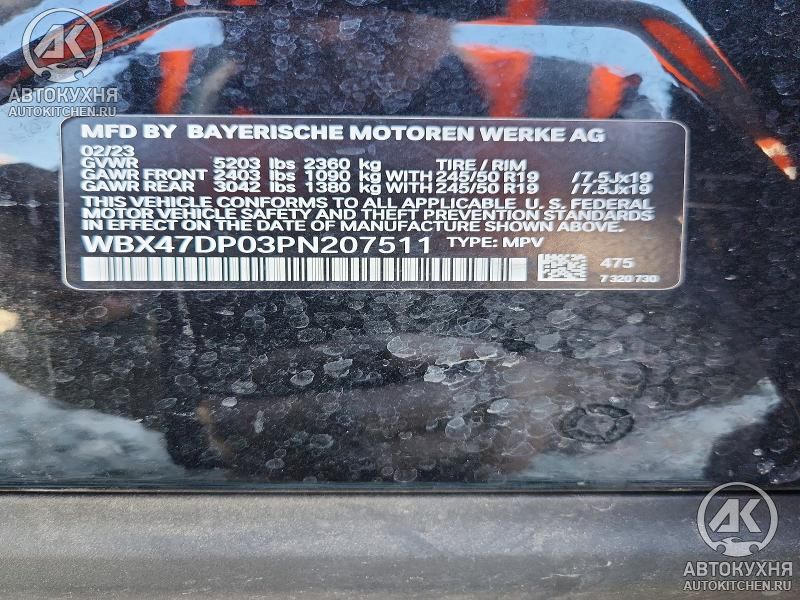 АК
АВТОКУХНЯ
AUTOKITCHEN.RU
MFD BY BAYERISCHE MOTOREN WERKE AG
02/23
GVWR 5203 lbs 2360 kg TIRE / RIM
GAWR FRONT 2403 lbs 1090 kg WITH 245/50 R19 /7.5Jx19
GAWR REAR 3042 lbs 1380 kg WITH 245/50 R19 /7.5Jx19
THIS VEHICLE CONFORMS TO ALL APPLICABLE U. S. FEDERAL
MOTOR VEHICLE SAFETY AND THEFT PREVENTION STANDARDS
IN EFFECT ON THE DATE OF MANUFACTURE SHOWN ABOVE.
WBX47DP03PN207511 TYPE: MPV
475
7 320 730
АК
АВТОКУХНЯ
AUTOKITCHEN.RU